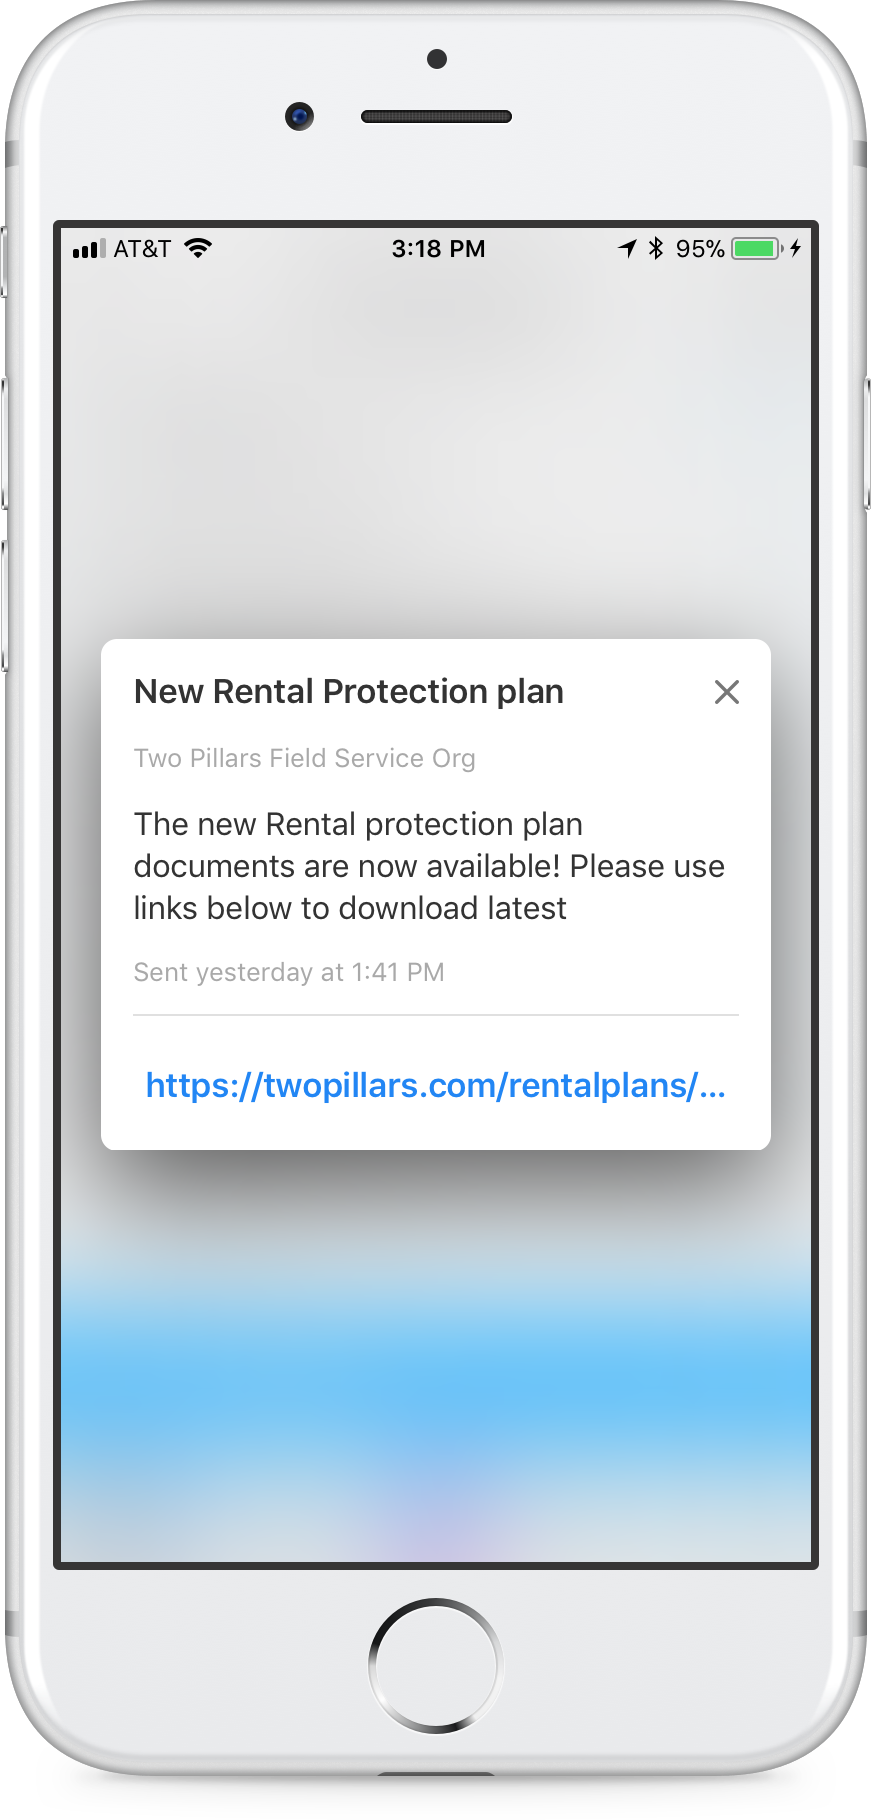 AT&T 3:18 PM 95%
New Rental Protection plan
Two Pillars Field Service Org
The new Rental protection plan
documents are now available! Please use
links below to download latest
Sent yesterday at 1:41 PM
https://twopillars.com/rentalplans/...